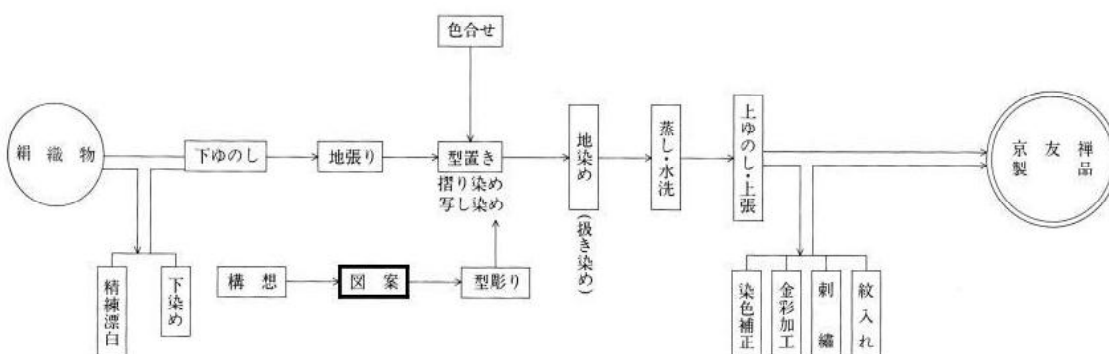 色合せ
絹織物
下ゆのし
地張り
型置き
摺り染め
写し染め
地染め
(扱き染め)
蒸し・水洗
上ゆのし・上張
京友禅
製品
精練漂白
下染め
構想
図案
型彫り
染色補正
金彩加工
刺繡
紋入れ